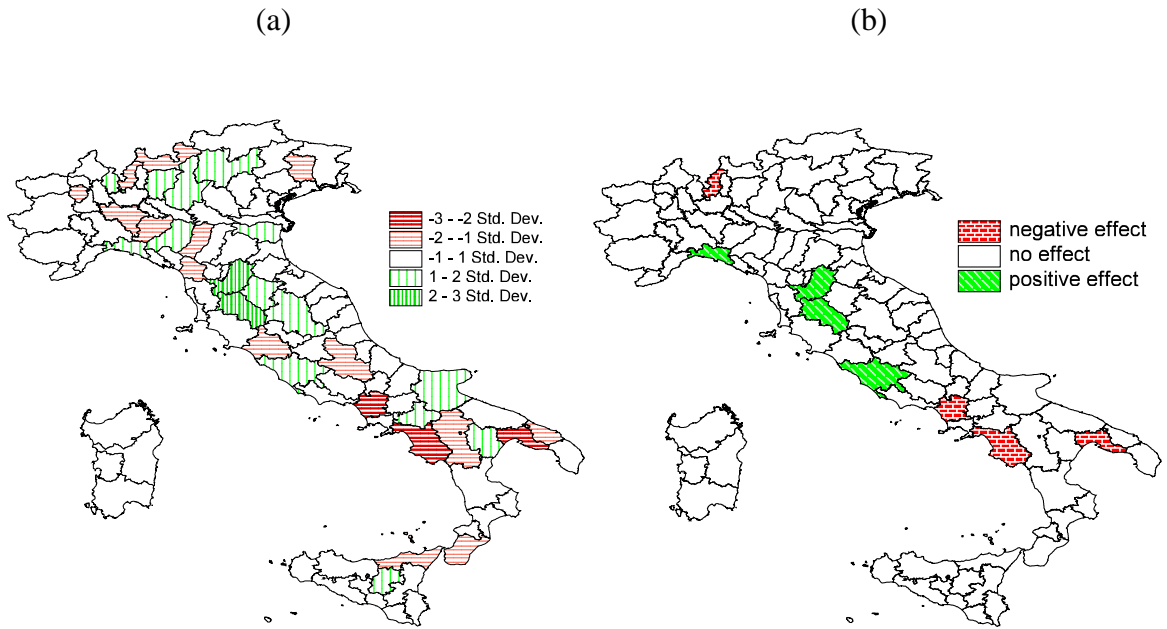 (a)
(b)
-3 - -2 Std. Dev.
-2 - -1 Std. Dev.
-1 - 1 Std. Dev.
1 - 2 Std. Dev.
2 - 3 Std. Dev.
negative effect
no effect
positive effect